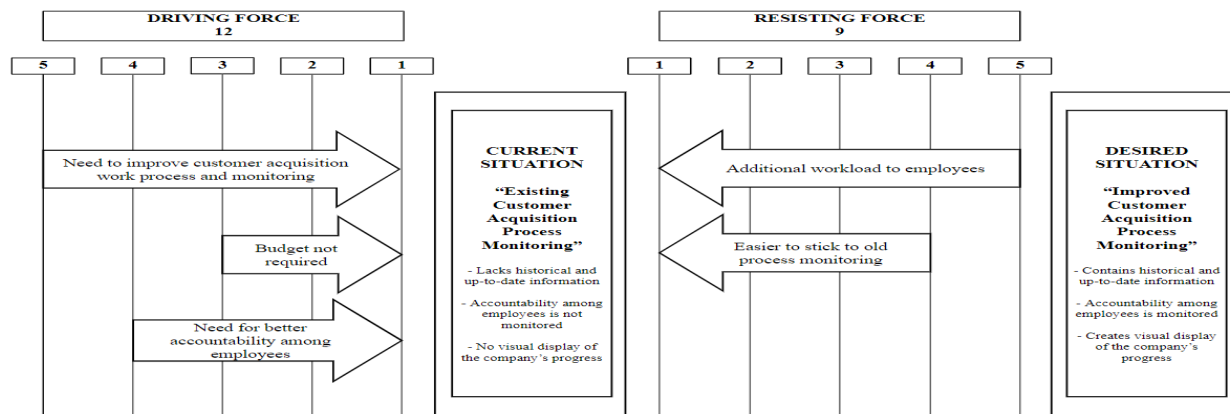 DRIVING FORCE
12
RESISTING FORCE
9
5
4
3
2
1
1
2
3
4
5
Need to improve customer acquisition
work process and monitoring
Budget not
required
Need for better
accountability among
employees
CURRENT
SITUATION
“Existing
Customer
Acquisition
Process
Monitoring”
- Lacks historical and
up-to-date information
- Accountability among
employees is not
monitored
- No visual display of
the company’s progress
Additional workload to employees
Easier to stick to old
process monitoring
DESIRED
SITUATION
“Improved
Customer
Acquisition
Process
Monitoring”
- Contains historical and
up-to-date information
- Accountability among
employees is monitored
- Creates visual display
of the company’s
progress